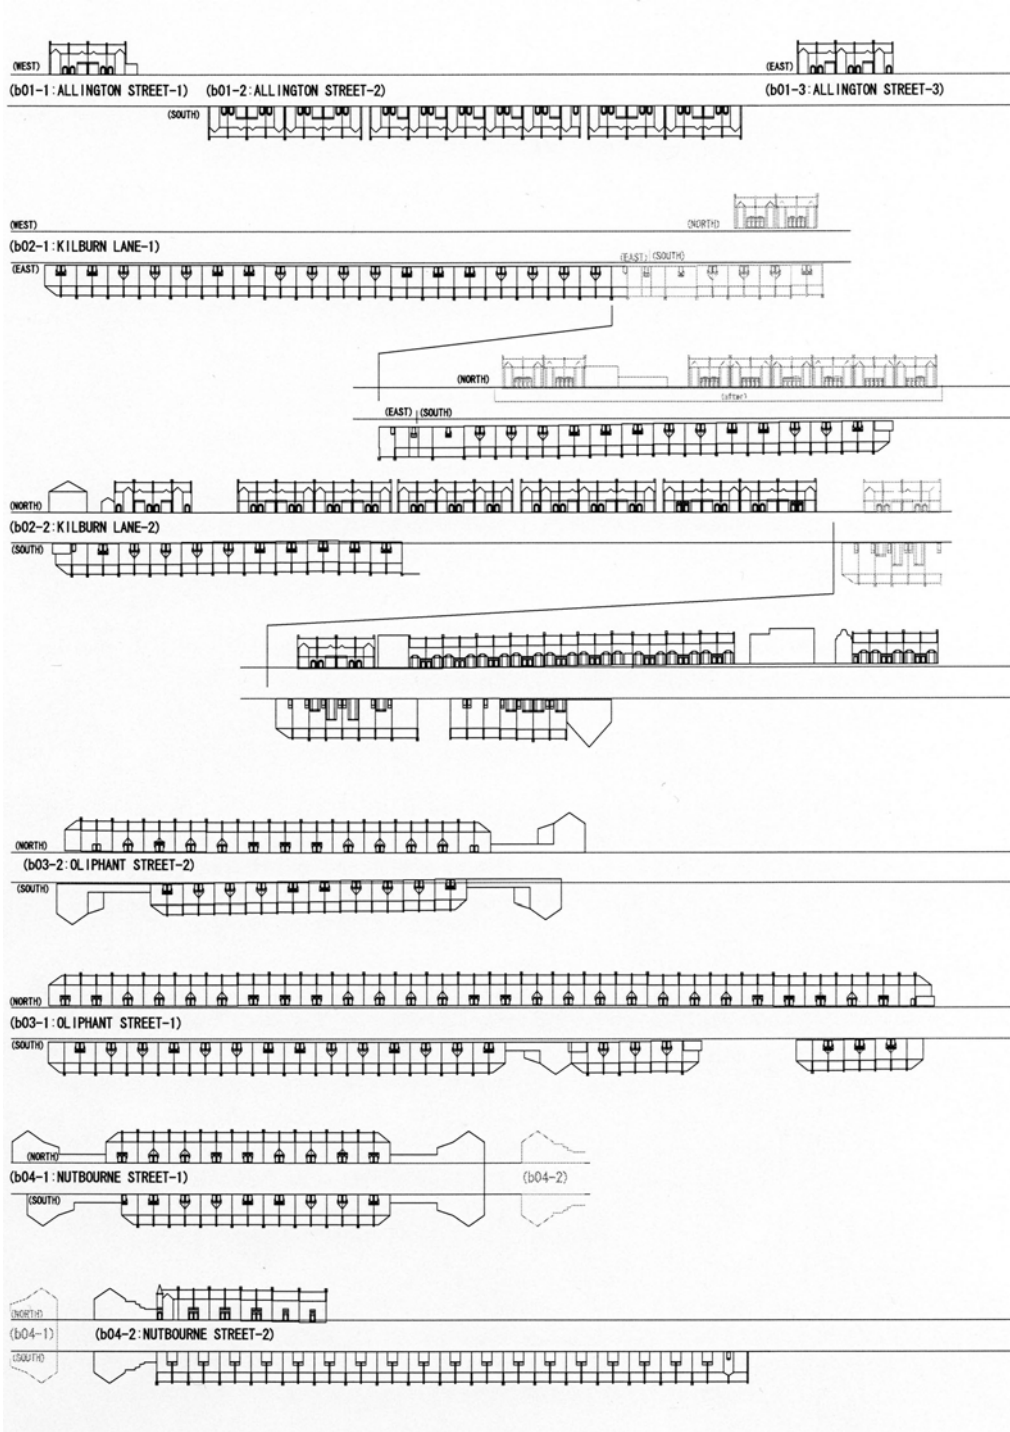 (WEST)
(EAST)
(b01-1:ALLINGTON STREET-1) (b01-2:ALLINGTON STREET-2) (b01-3:ALLINGTON STREET-3)
(SOUTH)
(WEST)
(NORTH)
(b02-1:KILBURN LANE-1)
(EAST)
(EAST) (SOUTH)
(NORTH)
(after)
(EAST) (SOUTH)
(NORTH)
(b02-2:KILBURN LANE-2)
(SOUTH)
(NORTH)
(b03-2:OLIPHANT STREET-2)
(SOUTH)
(NORTH)
(b03-1:OLIPHANT STREET-1)
(SOUTH)
(NORTH)
(b04-1:NUTBOURNE STREET-1) (b04-2)
(SOUTH)
(NORTH)
(b04-1) (b04-2:NUTBOURNE STREET-2)
(SOUTH)